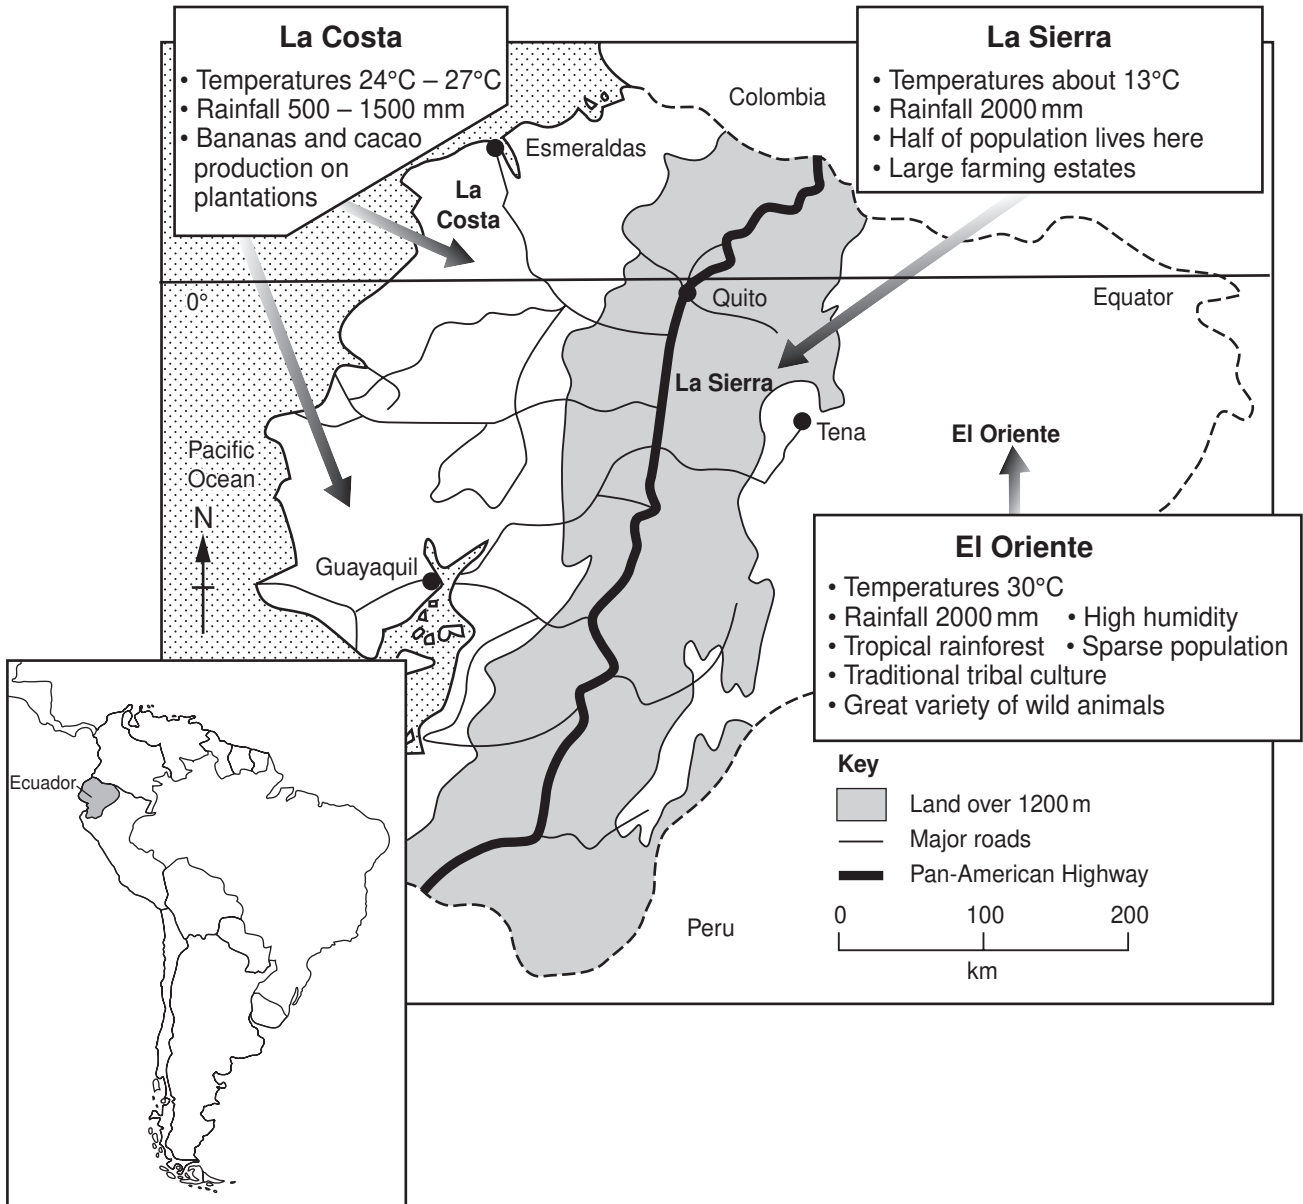 La Costa
• Temperatures 24°C – 27°C
• Rainfall 500 – 1500 mm
• Bananas and cacao
production on
plantations
La Sierra
• Temperatures about 13°C
• Rainfall 2000 mm
• Half of population lives here
• Large farming estates
Colombia
Esmeraldas
La
Costa
0°
Quito
Equator
La Sierra
Tena
El Oriente
Pacific
Ocean
N
Guayaquil
El Oriente
• Temperatures 30°C
• Rainfall 2000 mm • High humidity
• Tropical rainforest • Sparse population
• Traditional tribal culture
• Great variety of wild animals
Ecuador
Key
Land over 1200 m
Major roads
Pan-American Highway
Peru
0 100 200
km